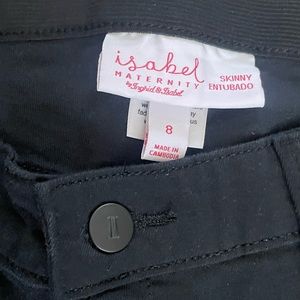 isabel
MATERNITY
by Ingrid & Isabel
SKINNY
ENTUBADO
8
MADE IN
CAMBODIA